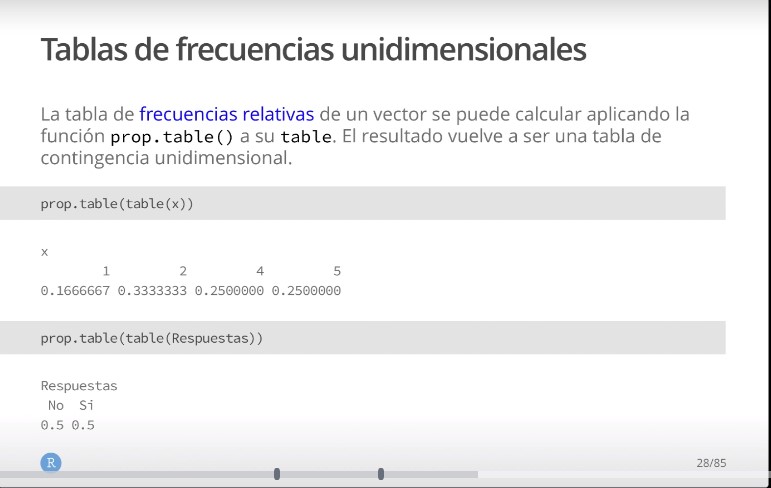 Tablas de frecuencias unidimensionales
La tabla de frecuencias relativas de un vector se puede calcular aplicando la
función prop.table() a su table. El resultado vuelve a ser una tabla de
contingencia unidimensional.
prop.table(table(x))
x
1 2 4 5
0.1666667 0.3333333 0.2500000 0.2500000
prop.table(table(Respuestas))
Respuestas
No Sí
0.5 0.5
R
28/85